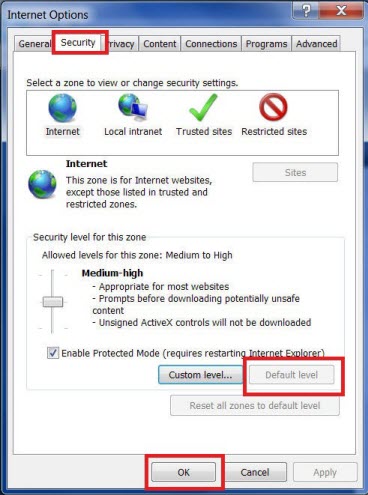 Internet Options
General Security Privacy Content Connections Programs Advanced
Select a zone to view or change security settings.
Internet Local intranet Trusted sites Restricted sites
Internet
Sites
This zone is for Internet websites,
except those listed in trusted and
restricted zones.
Security level for this zone
Allowed levels for this zone: Medium to High
Medium-high
- Appropriate for most websites
- Prompts before downloading potentially unsafe
content
- Unsigned ActiveX controls will not be downloaded
Enable Protected Mode (requires restarting Internet Explorer)
Custom level... Default level
Reset all zones to default level
OK Cancel Apply